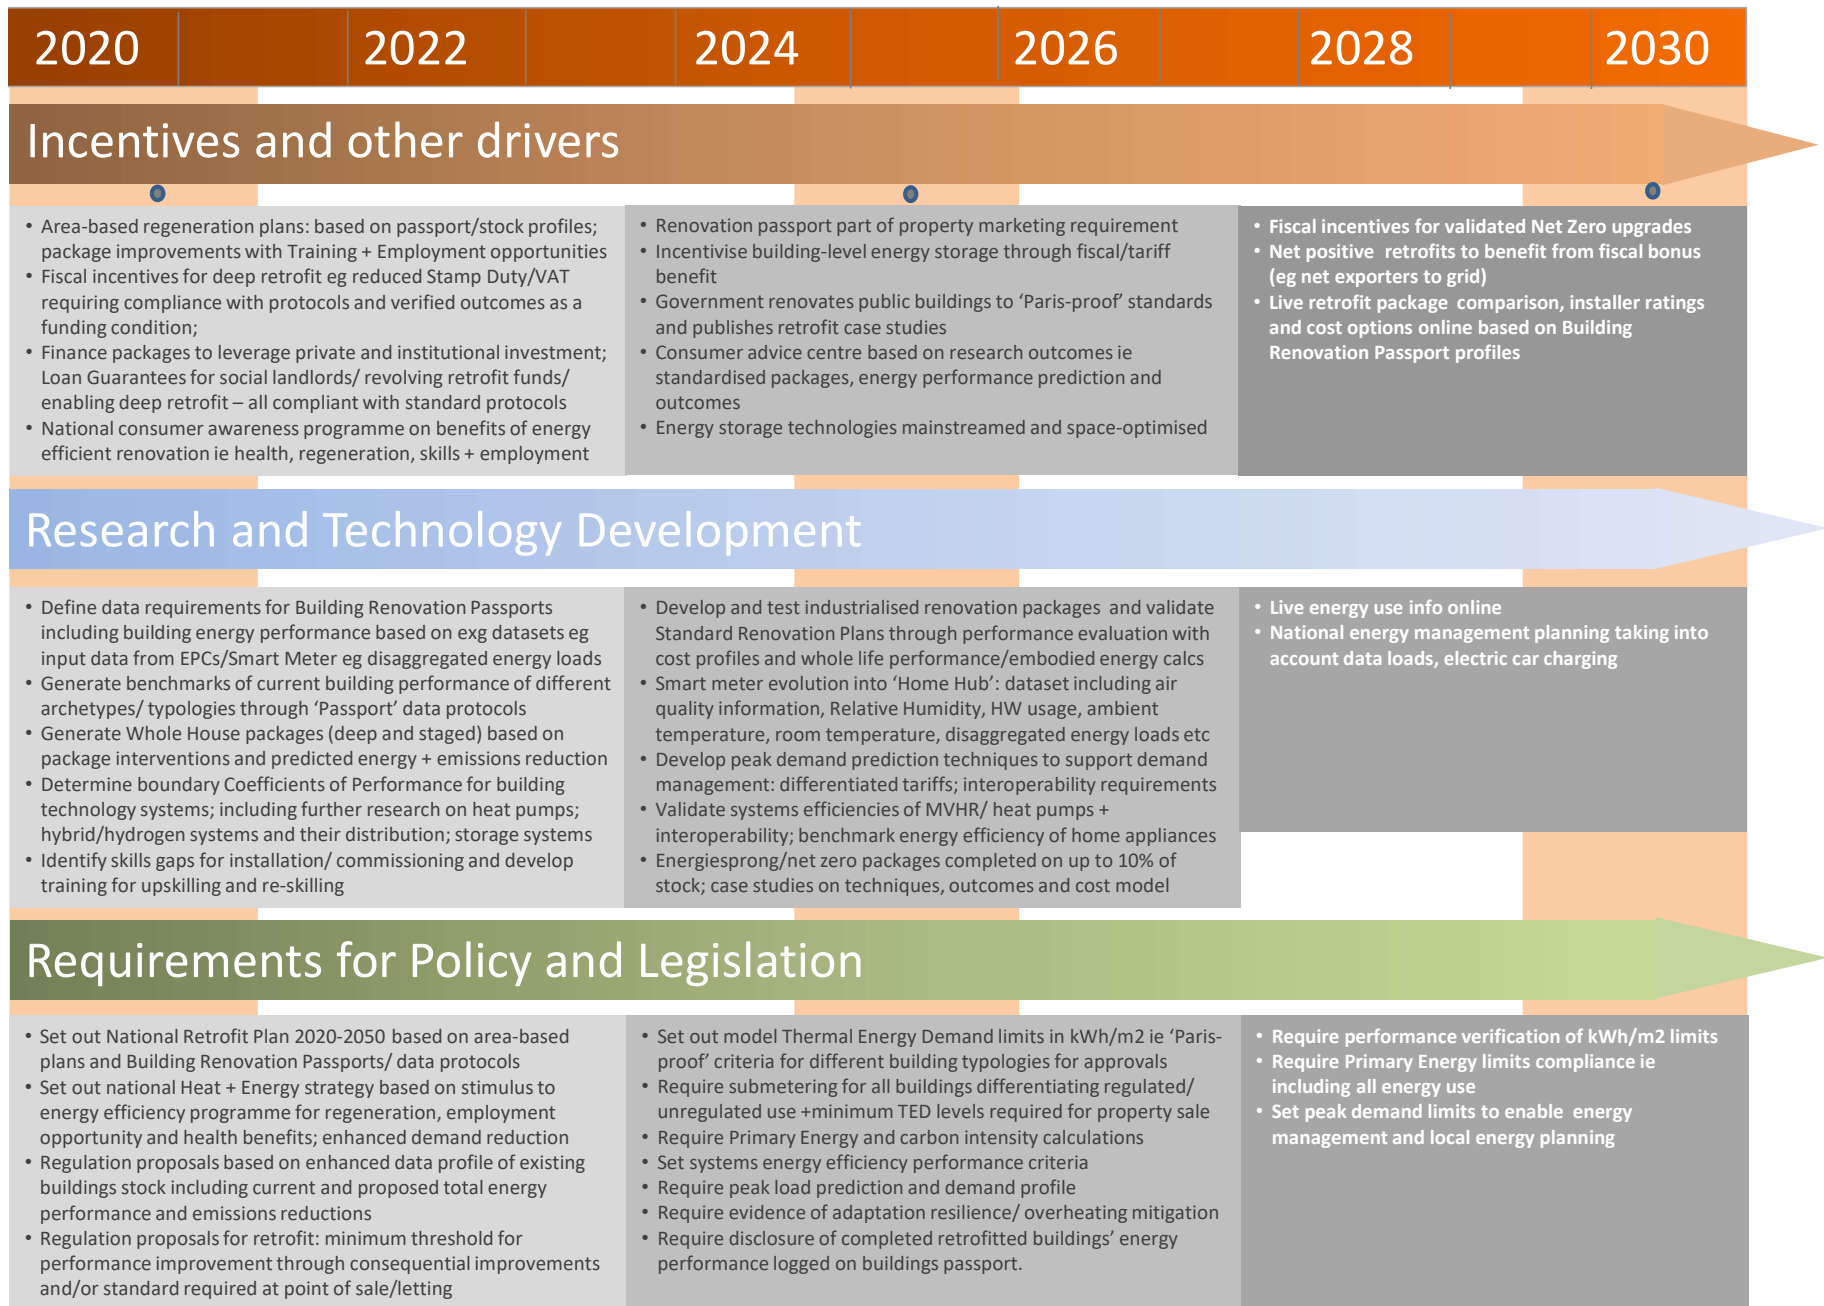 2020 2022 2024 2026 2028 2030
Incentives and other drivers
• Area-based regeneration plans: based on passport/stock profiles;
package improvements with Training + Employment opportunities
• Fiscal incentives for deep retrofit eg reduced Stamp Duty/VAT
requiring compliance with protocols and verified outcomes as a
funding condition;
• Finance packages to leverage private and institutional investment;
Loan Guarantees for social landlords/ revolving retrofit funds/
enabling deep retrofit – all compliant with standard protocols
• National consumer awareness programme on benefits of energy
efficient renovation ie health, regeneration, skills + employment
• Renovation passport part of property marketing requirement
• Incentivise building-level energy storage through fiscal/tariff
benefit
• Government renovates public buildings to ‘Paris-proof’ standards
and publishes retrofit case studies
• Consumer advice centre based on research outcomes ie
standardised packages, energy performance prediction and
outcomes
• Energy storage technologies mainstreamed and space-optimised
• Fiscal incentives for validated Net Zero upgrades
• Net positive retrofits to benefit from fiscal bonus
(eg net exporters to grid)
• Live retrofit package comparison, installer ratings
and cost options online based on Building
Renovation Passport profiles
Research and Technology Development
• Define data requirements for Building Renovation Passports
including building energy performance based on exg datasets eg
input data from EPCs/Smart Meter eg disaggregated energy loads
• Generate benchmarks of current building performance of different
archetypes/ typologies through ‘Passport’ data protocols
• Generate Whole House packages (deep and staged) based on
package interventions and predicted energy + emissions reduction
• Determine boundary Coefficients of Performance for building
technology systems; including further research on heat pumps;
hybrid/hydrogen systems and their distribution; storage systems
• Identify skills gaps for installation/ commissioning and develop
training for upskilling and re-skilling
• Develop and test industrialised renovation packages and validate
Standard Renovation Plans through performance evaluation with
cost profiles and whole life performance/embodied energy calcs
• Smart meter evolution into ‘Home Hub’: dataset including air
quality information, Relative Humidity, HW usage, ambient
temperature, room temperature, disaggregated energy loads etc
• Develop peak demand prediction techniques to support demand
management: differentiated tariffs; interoperability requirements
• Validate systems efficiencies of MVHR/ heat pumps +
interoperability; benchmark energy efficiency of home appliances
• Energiesprong/net zero packages completed on up to 10% of
stock; case studies on techniques, outcomes and cost model
• Live energy use info online
• National energy management planning taking into
account data loads, electric car charging
Requirements for Policy and Legislation
• Set out National Retrofit Plan 2020-2050 based on area-based
plans and Building Renovation Passports/ data protocols
• Set out national Heat + Energy strategy based on stimulus to
energy efficiency programme for regeneration, employment
opportunity and health benefits; enhanced demand reduction
• Regulation proposals based on enhanced data profile of existing
buildings stock including current and proposed total energy
performance and emissions reductions
• Regulation proposals for retrofit: minimum threshold for
performance improvement through consequential improvements
and/or standard required at point of sale/letting
• Set out model Thermal Energy Demand limits in kWh/m2 ie ‘Paris-
proof’ criteria for different building typologies for approvals
• Require submetering for all buildings differentiating regulated/
unregulated use +minimum TED levels required for property sale
• Require Primary Energy and carbon intensity calculations
• Set systems energy efficiency performance criteria
• Require peak load prediction and demand profile
• Require evidence of adaptation resilience/ overheating mitigation
• Require disclosure of completed retrofitted buildings’ energy
performance logged on buildings passport.
• Require performance verification of kWh/m2 limits
• Require Primary Energy limits compliance ie
including all energy use
• Set peak demand limits to enable energy
management and local energy planning